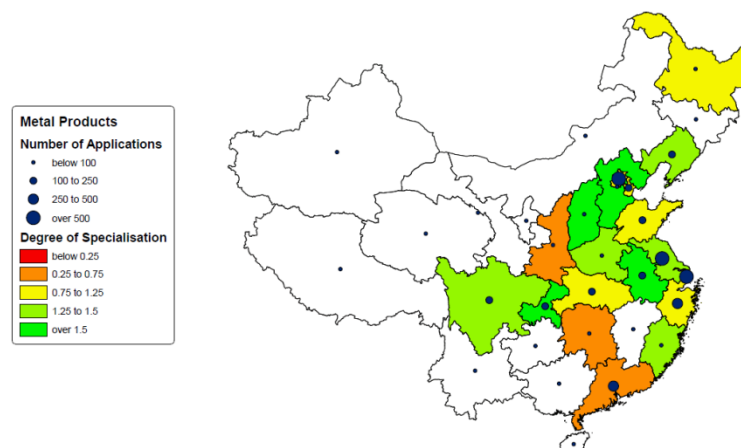 Metal Products
Number of Applications
below 100
100 to 250
250 to 500
over 500
Degree of Specialisation
below 0.25
0.25 to 0.75
0.75 to 1.25
1.25 to 1.5
over 1.5